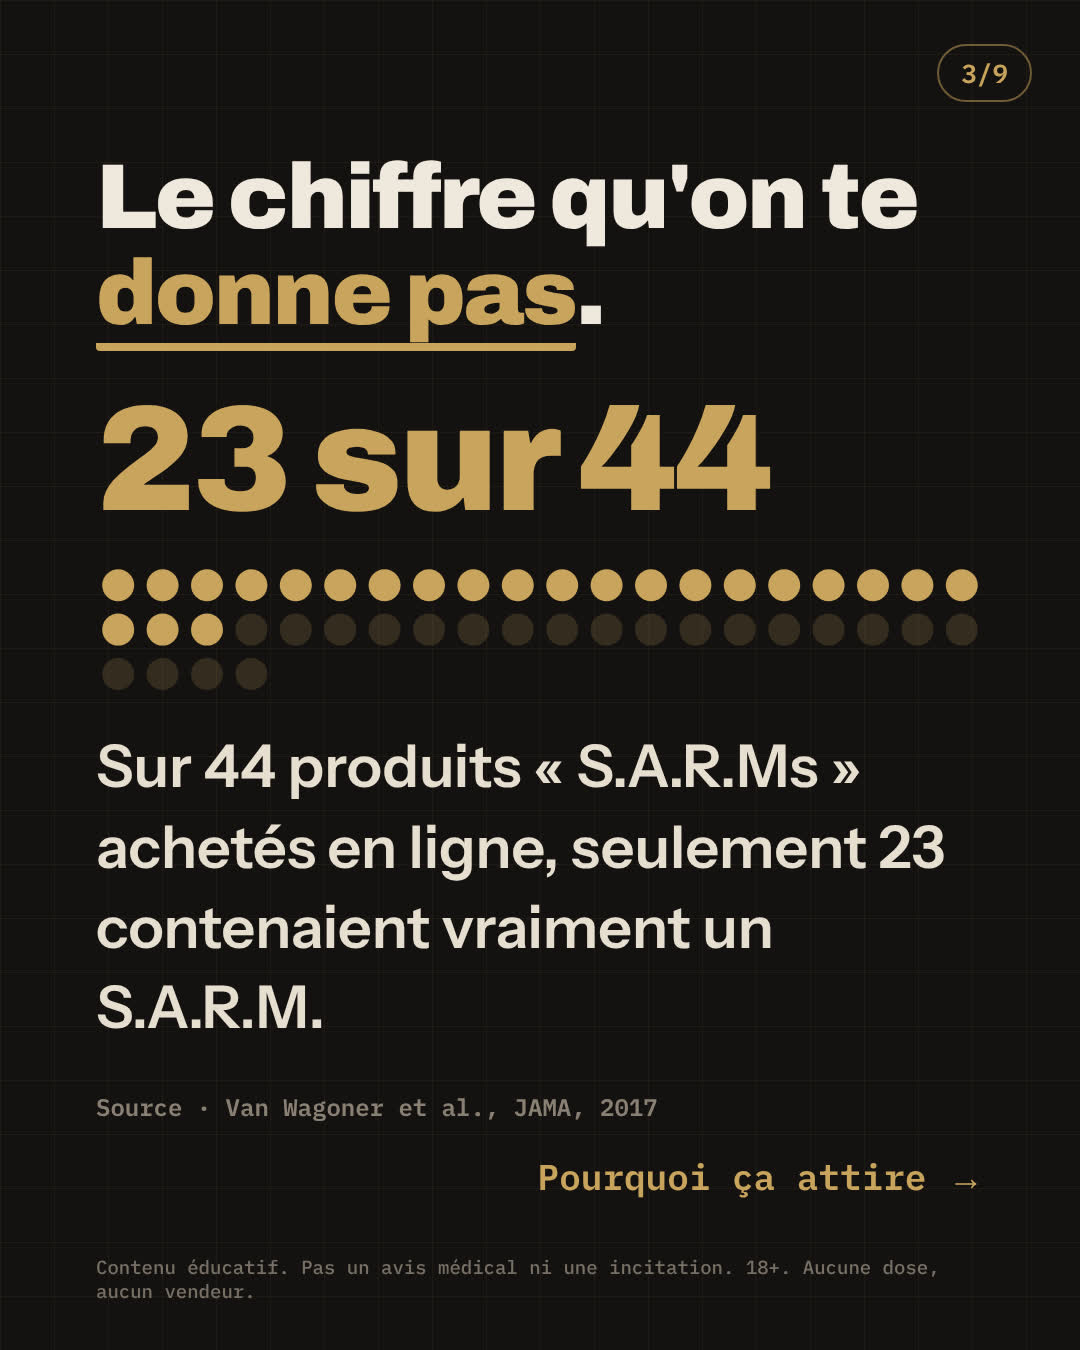 3/9
Le chiffre qu'on te
donne pas.
23 sur 44
Sur 44 produits « S.A.R.Ms »
achetés en ligne, seulement 23
contenaient vraiment un
S.A.R.M.
Source · Van Wagoner et al., JAMA, 2017
Pourquoi ça attire →
Contenu éducatif. Pas un avis médical ni une incitation. 18+. Aucune dose,
aucun vendeur.